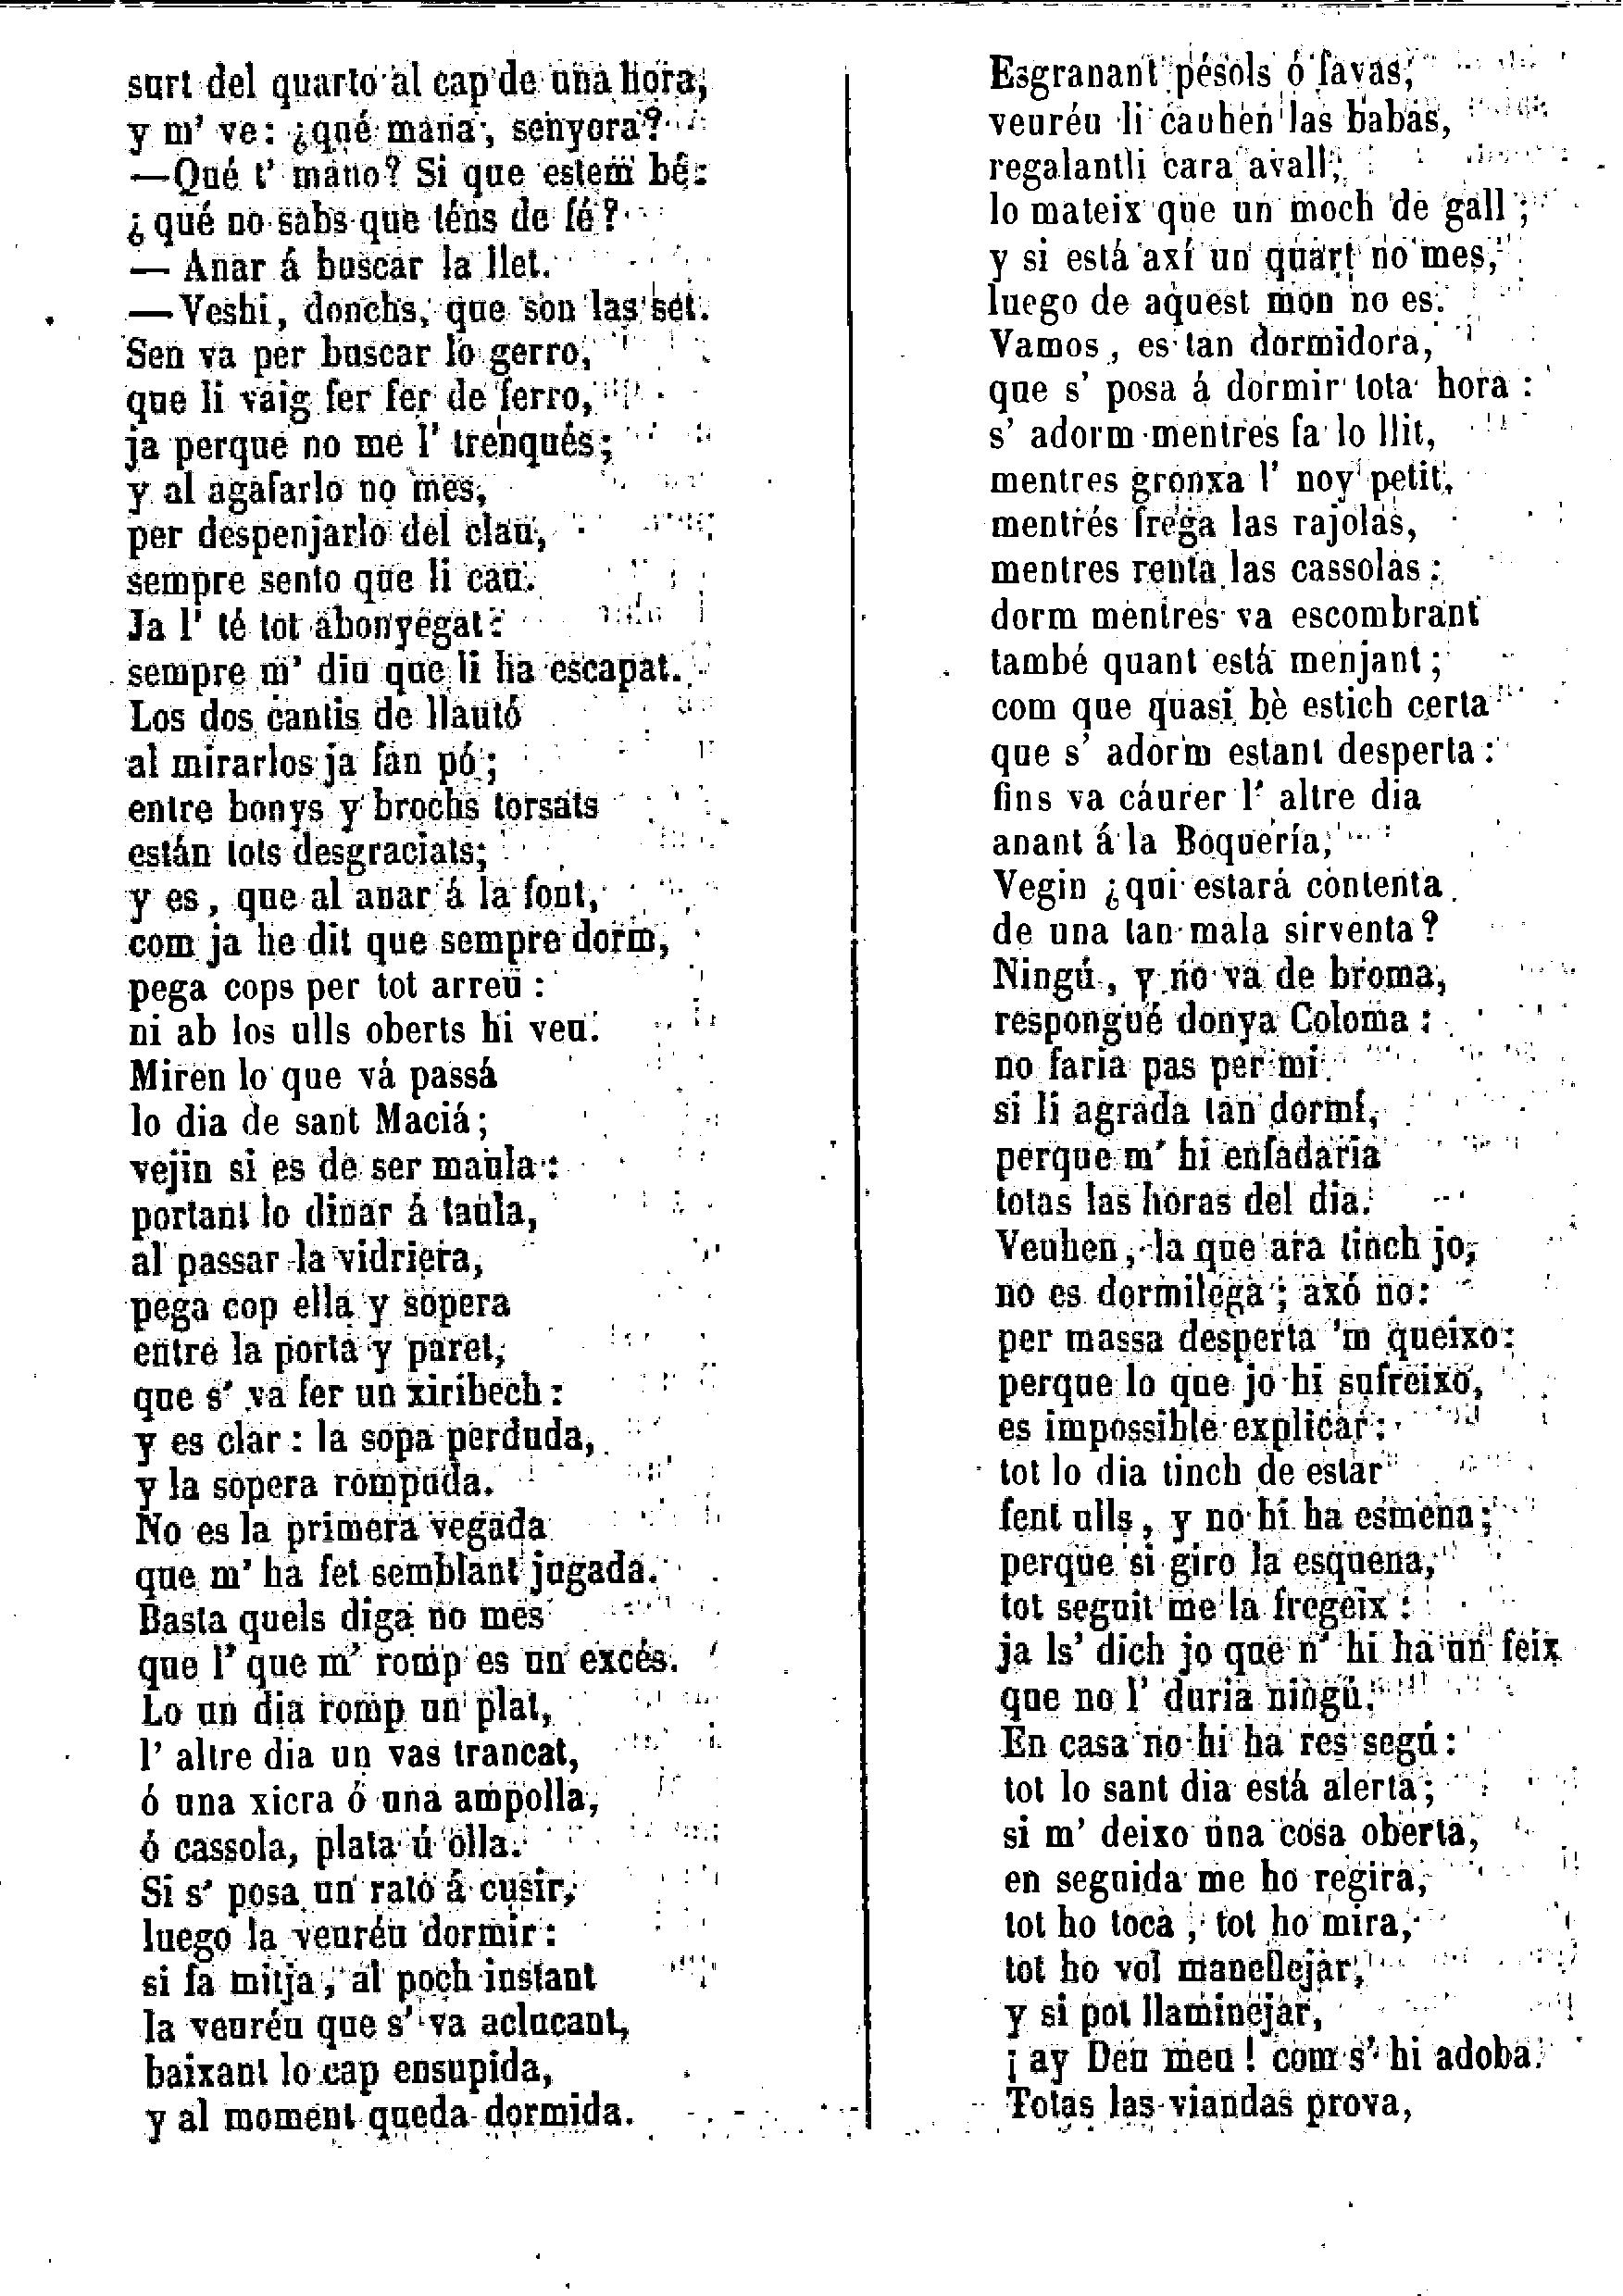 surt del quarto al cap de una hora,
y m' ve: ¿qué mana, senyora?
—Qué t' mano? Si que estem bé:
¿qué no sabs que téns de fé?
— Anar á buscar la llet.
—Veshi, donchs, que son las set.
Sen va per buscar lo gerro,
que li vaig fer fer de ferro,
ja perque no me l' trenqués;
y al agafarlo no mes,
per despenjarlo del clau,
sempre sento que li cau.
Ja l' té tot abonyegat:
sempre m' diu que li ha escapat.
Los dos cantis de llautó
al mirarlos ja fan pó;
entre bonys y brochs torsats
están tots desgraciats;
y es, que al anar á la font,
com ja he dit que sempre dorm,
pega cops per tot arreu:
ni ab los ulls oberts hi veu.
Miren lo que vá passá
lo dia de sant Maciá;
vejin si es de ser maula:
portant lo dinar á taula,
al passar la vidriera,
pega cop ella y sopera
entre la porta y paret,
que s' va fer un xiribech:
y es clar: la sopa perduda,
y la sopera rompuda.
No es la primera vegada
que m' ha fet semblant jugada.
Basta quels diga no mes
que l' que m' romp es un excés.
Lo un dia romp un plat,
l' altre dia un vas trancat,
ó una xicra ó una ampolla,
ó cassola, plata ú olla.
Si s' posa un rato á cusir,
luego la veuréu dormir:
si fa mitja, al poch instant
la veuréu que s' va aclucant,
baixant lo cap ensupida,
y al moment queda dormida.
Esgranant pésols ó favas,
veuréu li cauhen las babas,
regalantli cara avall,
lo mateix que un moch de gall;
y si está axí un quart no mes,
luego de aquest mon no es.
Vamos, es tan dormidora,
que s' posa á dormir tota hora:
s' adorm mentres fa lo llit,
mentres gronxa l' noy petit,
mentrés frega las rajolas,
mentres renta las cassolas:
dorm mentres va escombrant
també quant está menjant;
com que quasi bè estich certa
que s' adorm estant desperta:
fins va cáurer l' altre dia
anant á la Boquería,
Vegin ¿qui estará contenta
de una tan mala sirventa?
Ningú, y no va de broma,
respongué donya Coloma:
no faria pas per mi
si li agrada tan dormí,
perque m' hi enfadaria
totas las horas del dia.
Veuhen, la que ara tinch jo,
no es dormilega; axó no:
per massa desperta 'm queixo:
perque lo que jo hi sufreixo,
es impossible explicar:
tot lo dia tinch de estar
fent ulls, y no hi ha esmena;
perque si giro la esquena,
tot seguit me la fregeix:
ja ls' dich jo que n' hi ha un feix
que no l' duria ningú.
En casa no hi ha res segú:
tot lo sant dia está alerta;
si m' deixo una cosa oberta,
en seguida me ho regira,
tot ho toca, tot ho mira,
tot ho vol manellejar,
y si pot llaminejar,
¡ay Deu meu! com s' hi adoba.
Totas las viandas prova,